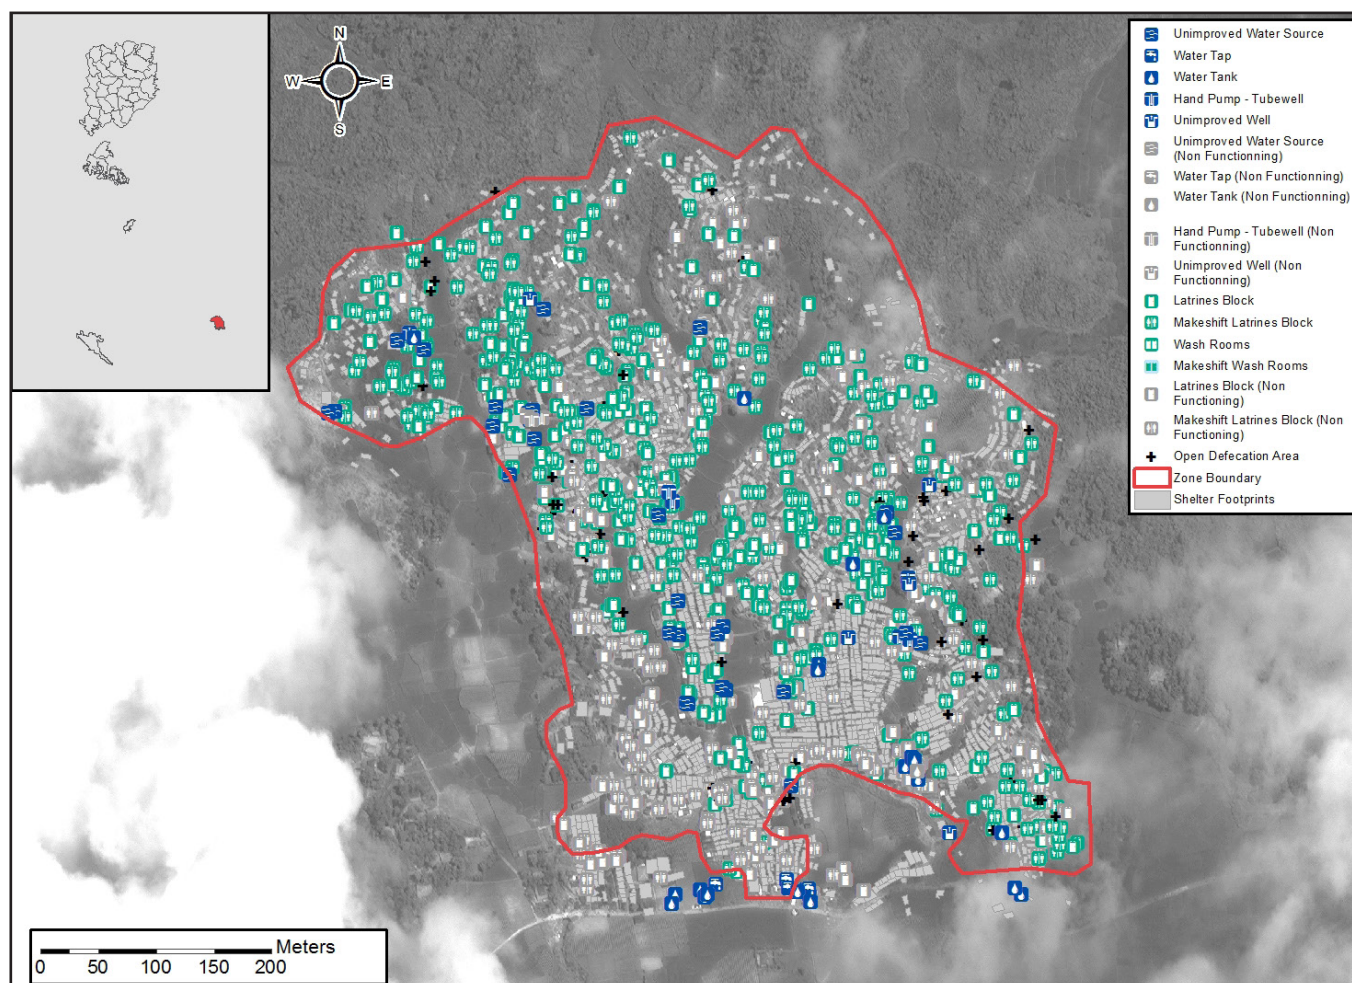 N
W
E
S
Unimproved Water Source
Water Tap
Water Tank
Hand Pump - Tubewell
Unimproved Well
Unimproved Water Source
(Non Functionning)
Water Tap (Non Functionning)
Water Tank (Non Functionning)
Hand Pump - Tubewell (Non
Functionning)
Unimproved Well (Non
Functionning)
Latrines Block
Makeshift Latrines Block
Wash Rooms
Makeshift Wash Rooms
Latrines Block (Non
Functioning)
Makeshift Latrines Block (Non
Functioning)
Open Defecation Area
Zone Boundary
Shelter Footprints
Meters
0 50 100 150 200